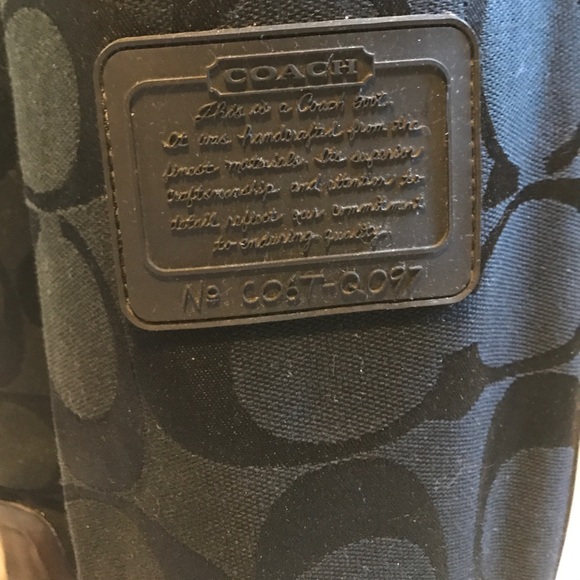 COACH
This is a Coach boot.
It was handcrafted from the
finest materials. Its superior
craftsmanship and attention to
detail reflect our commitment
to enduring quality.
No CO67-Q097